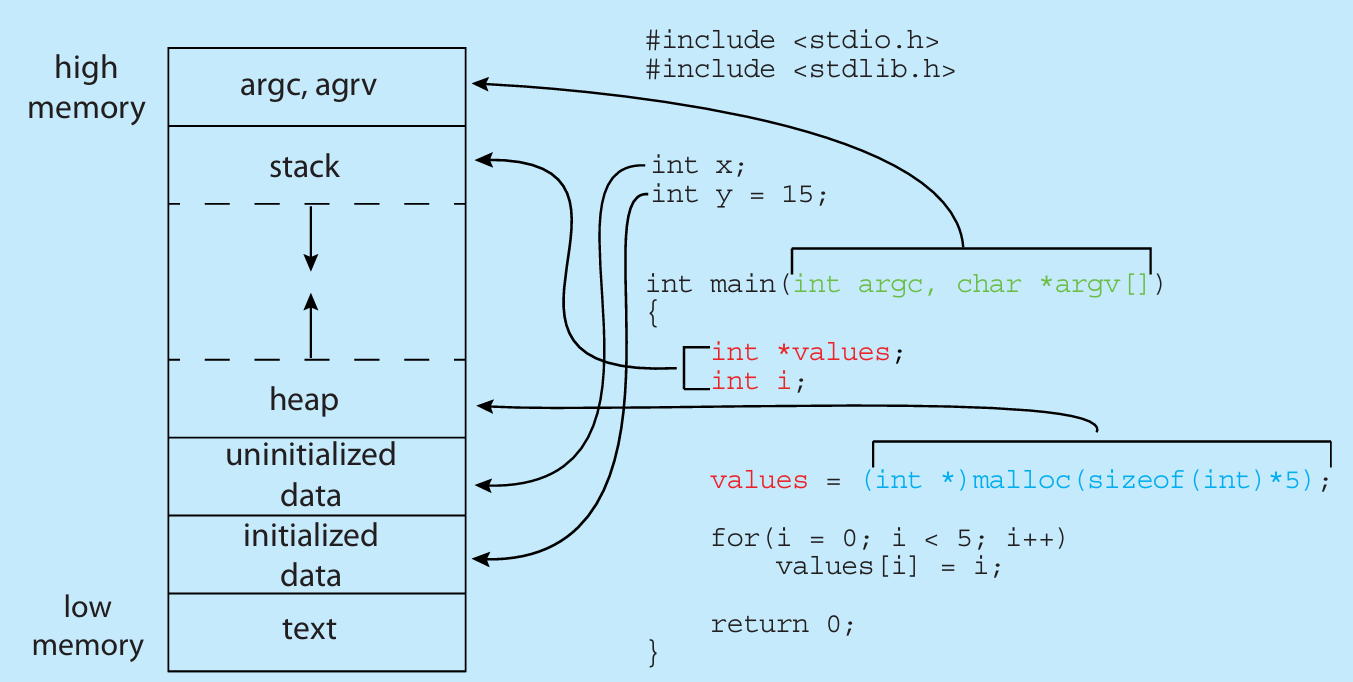 high
memory
argc, agrv
stack
heap
uninitialized
data
initialized
data
text
low
memory
#include <stdio.h>
#include <stdlib.h>
int x;
int y = 15;
int main(int argc, char *argv[])
{
int *values;
int i;
values = (int *)malloc(sizeof(int)*5);
for(i = 0; i < 5; i++)
values[i] = i;
return 0;
}